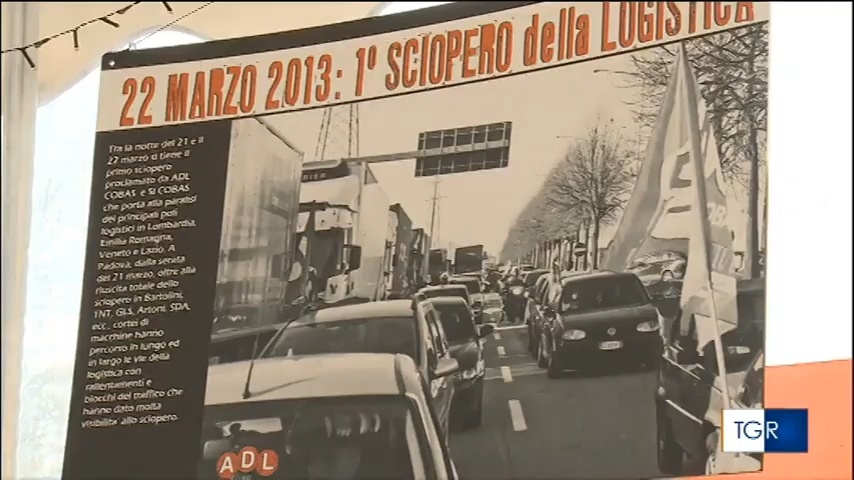 22 MARZO 2013: 1° SCIOPERO della LOGISTICA
Tra la notte del 21 e il
22 marzo si tiene il
primo sciopero
proclamato da ADL
COBAS e SI COBAS
che porta alla paralisi
dei principali poli
logistici in Lombardia,
Emilia Romagna,
Veneto e Lazio. A
Padova, dalla serata
del 21 marzo, oltre alla
riuscita totale dello
sciopero in Bartolini,
TNT, GLS, Artoni, SDA,
ecc. cortei di
macchine hanno
percorso in lungo ed
in largo le vie della
logistica con
rallentamenti e
blocchi del traffico che
hanno dato molta
visibilità allo sciopero.
ADL
TGR